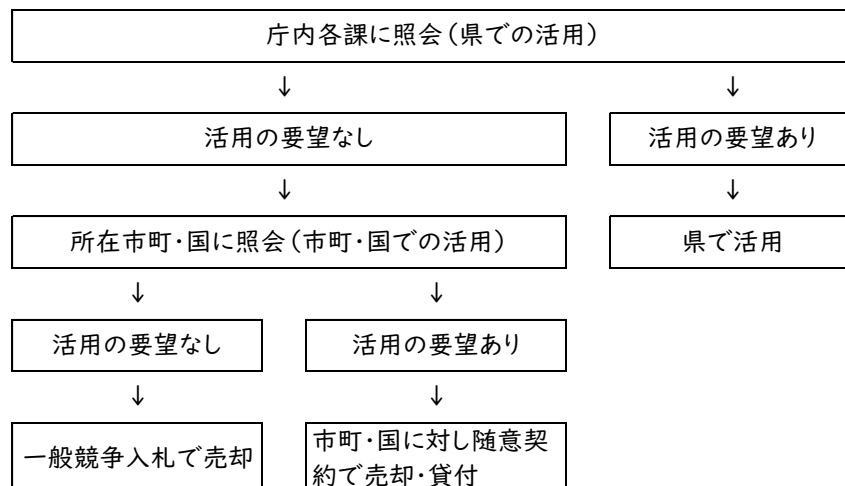 庁内各課に照会(県での活用)
↓ ↓
活用の要望なし 活用の要望あり
↓ ↓
所在市町・国に照会(市町・国での活用) 県で活用
↓ ↓
活用の要望なし 活用の要望あり
↓ ↓
一般競争入札で売却
市町・国に対し随意契
約で売却・貸付